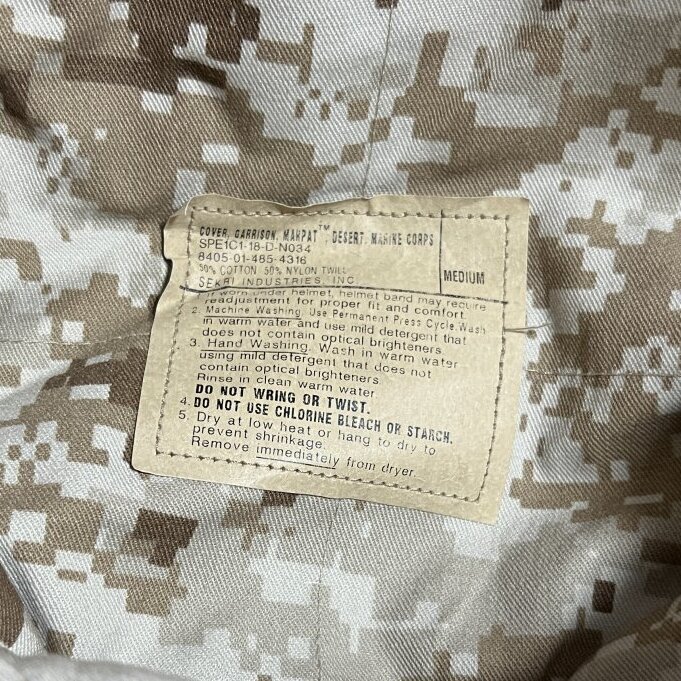 COVER, GARRISON, MARPAT™, DESERT, MARINE CORPS
SPE1C1-18-D-N034
8405-01-485-4316
50% COTTON 50% NYLON TWILL
SEKRI INDUSTRIES, INC
MEDIUM
If worn under helmet, helmet band may require
readjustment for proper fit and comfort.
2. Machine Washing. Use Permanent Press Cycle. Wash
in warm water and use mild detergent that
does not contain optical brighteners.
3. Hand Washing. Wash in warm water
using mild detergent that does not
contain optical brighteners.
Rinse in clean warm water.
DO NOT WRING OR TWIST.
4. DO NOT USE CHLORINE BLEACH OR STARCH.
5. Dry at low heat or hang to dry to
prevent shrinkage.
Remove immediately from dryer.